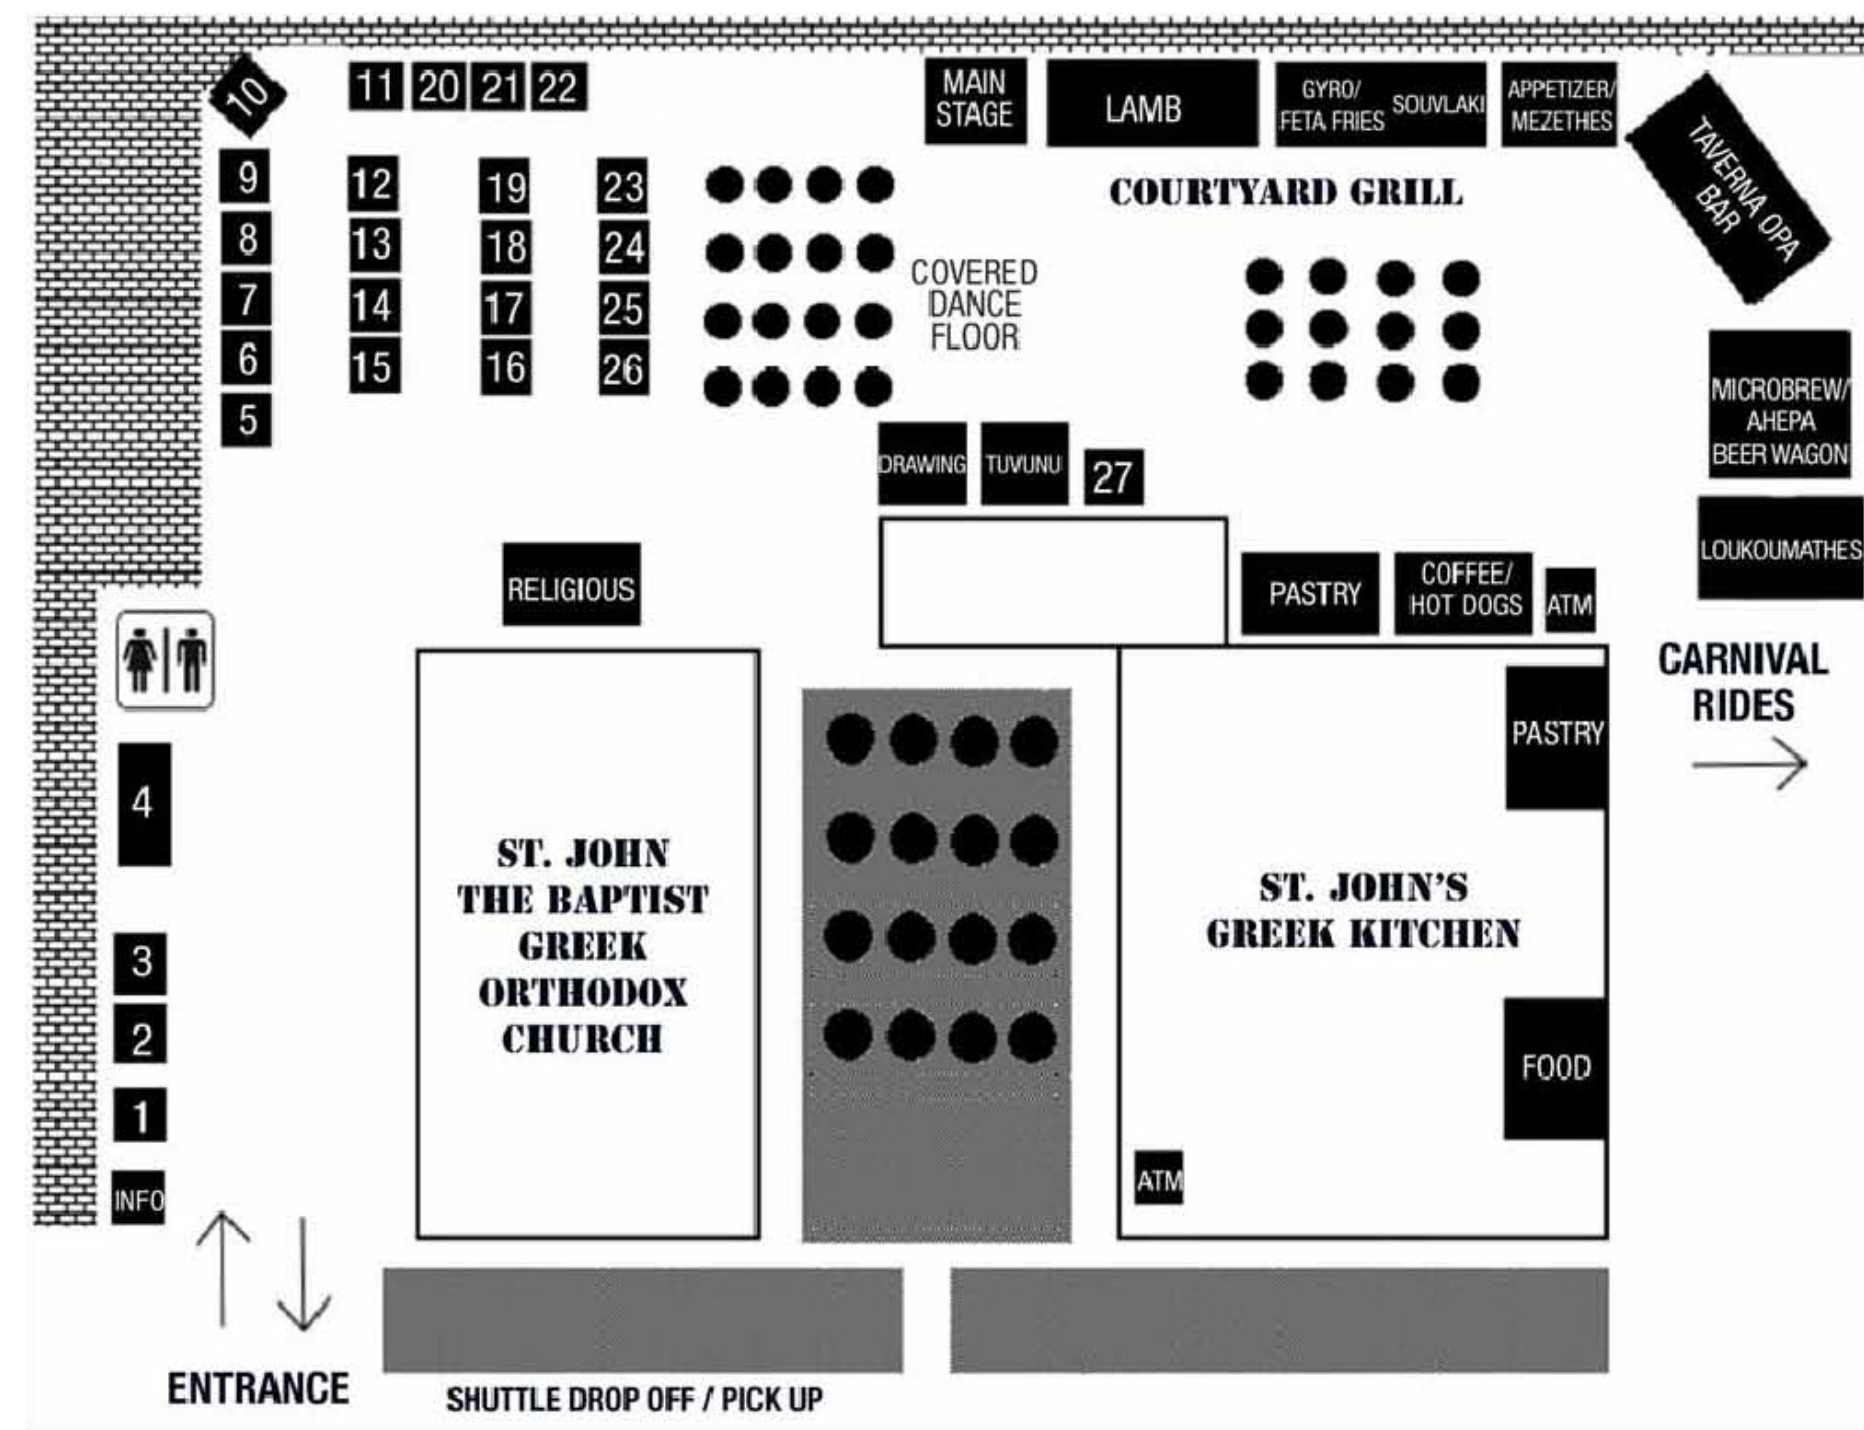 10
11 20 21 22
MAIN
STAGE
LAMB
GYRO/
FETA FRIES
SOUVLAKI
APPETIZER/
MEZETHES
TAVERNA OPA
BAR
9
12
19
23
COURTYARD GRILL
8
13
18
24
COVERED
DANCE
FLOOR
7
14
17
25
6
15
16
26
5
MICROBREW/
AHEPA
BEER WAGON
DRAWING
TUVUNU
27
LOUKOUMATHES
RELIGIOUS
PASTRY
COFFEE/
HOT DOGS
ATM
CARNIVAL
RIDES
PASTRY
4
ST. JOHN
THE BAPTIST
GREEK
ORTHODOX
CHURCH
ST. JOHN'S
GREEK KITCHEN
3
2
1
FOOD
ATM
INFO
ENTRANCE
SHUTTLE DROP OFF / PICK UP